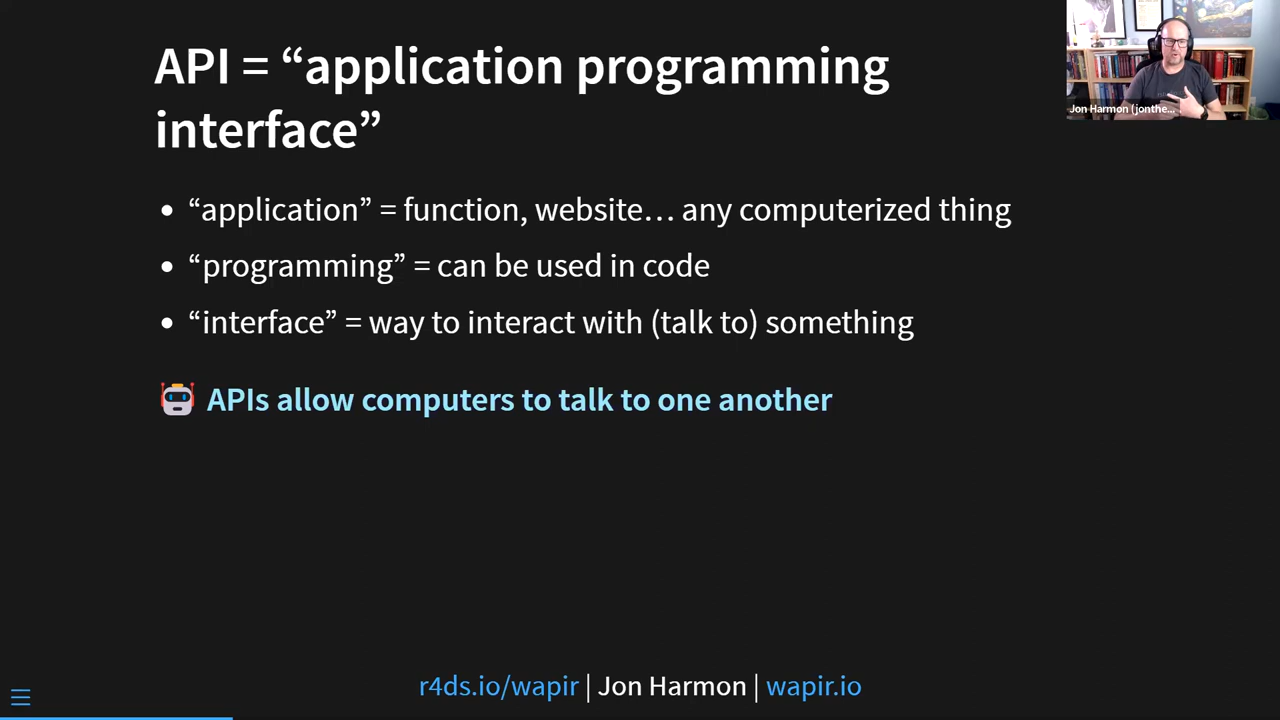 API = “application programming
interface”
Jon Harmon (jonthe...
• “application” = function, website… any computerized thing
• “programming” = can be used in code
• “interface” = way to interact with (talk to) something
🤖 APIs allow computers to talk to one another
r4ds.io/wapir | Jon Harmon | wapir.io